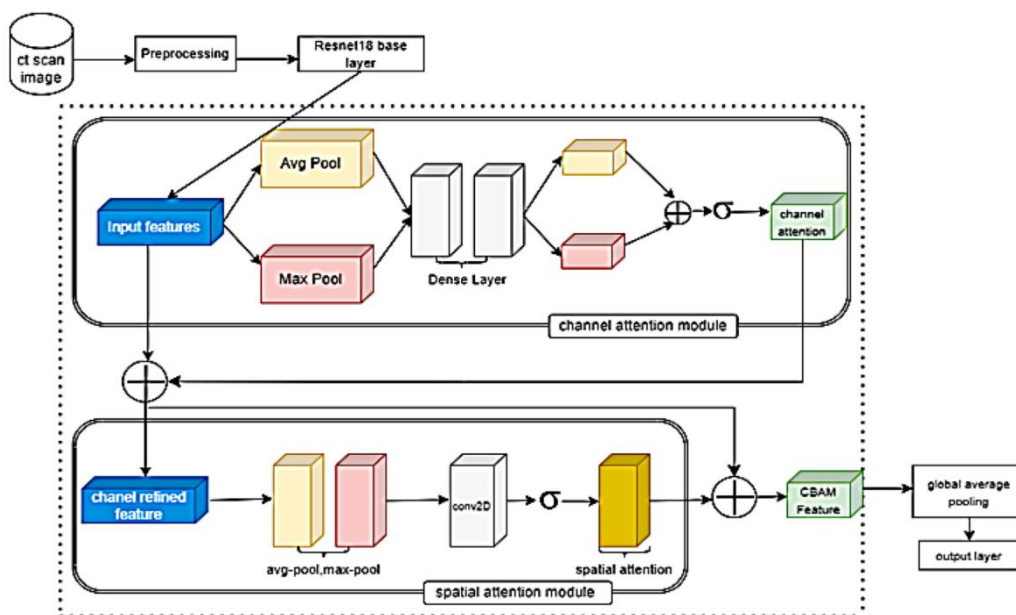 ct scan
image
Preprocessing
Resnet18 base
layer
Avg Pool
Input features
Max Pool
Dense Layer
σ
channel
attention
channel attention module
chanel refined
feature
avg-pool,max-pool
conv2D
σ
spatial attention
CBAM
Feature
global average
pooling
output layer
spatial attention module